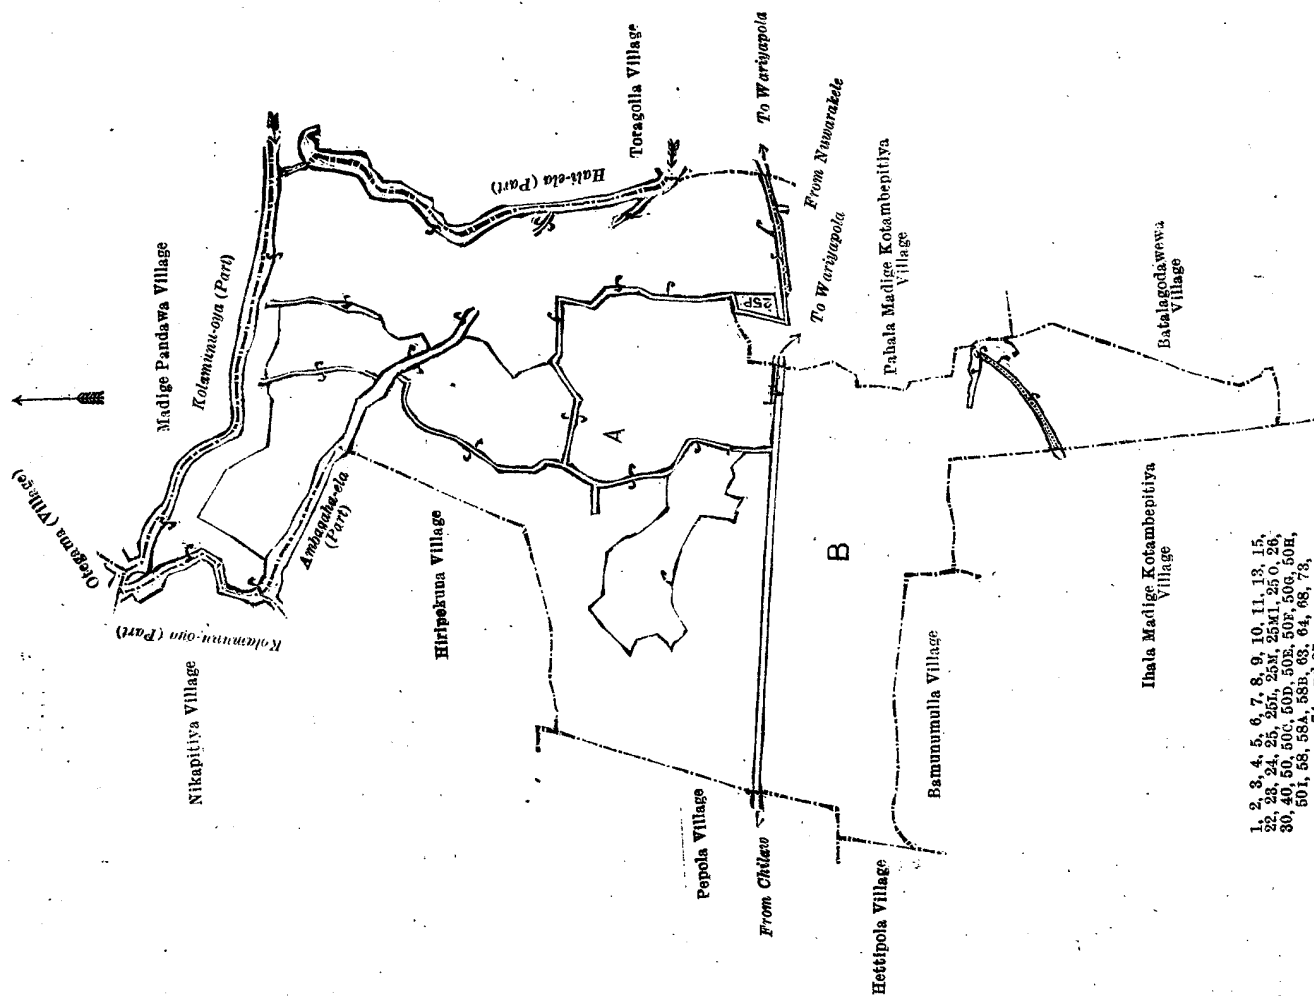 Otegama (Village)
Madige Pandawa Village
Kolamunu-oya (Part)
Toragolla Village
Hali-ela (Part)
To Wariyapola
From Nuwarakele
Kolamunu-oya (Part)
Nikapitiya Village
Ambagaha-ela
(Part)
Hiripokuna Village
A
25P
To Wariyapola
Pahala Madige Kotambepitiya
Village
Batalagodawewa
Village
B
Pepola Village
From Chilaw
Hettipola Village
Bamunumulla Village
Ihala Madige Kotambepitiya
Village
1, 2, 3, 4, 5, 6, 7, 8, 9, 10, 11, 13, 15,
22, 23, 24, 25, 25L, 25M, 25M1, 25 O, 26,
30, 40, 50, 50C, 50D, 50E, 50F, 50G, 50H,
50I, 58, 58A, 58B, 63, 64, 68, 73,